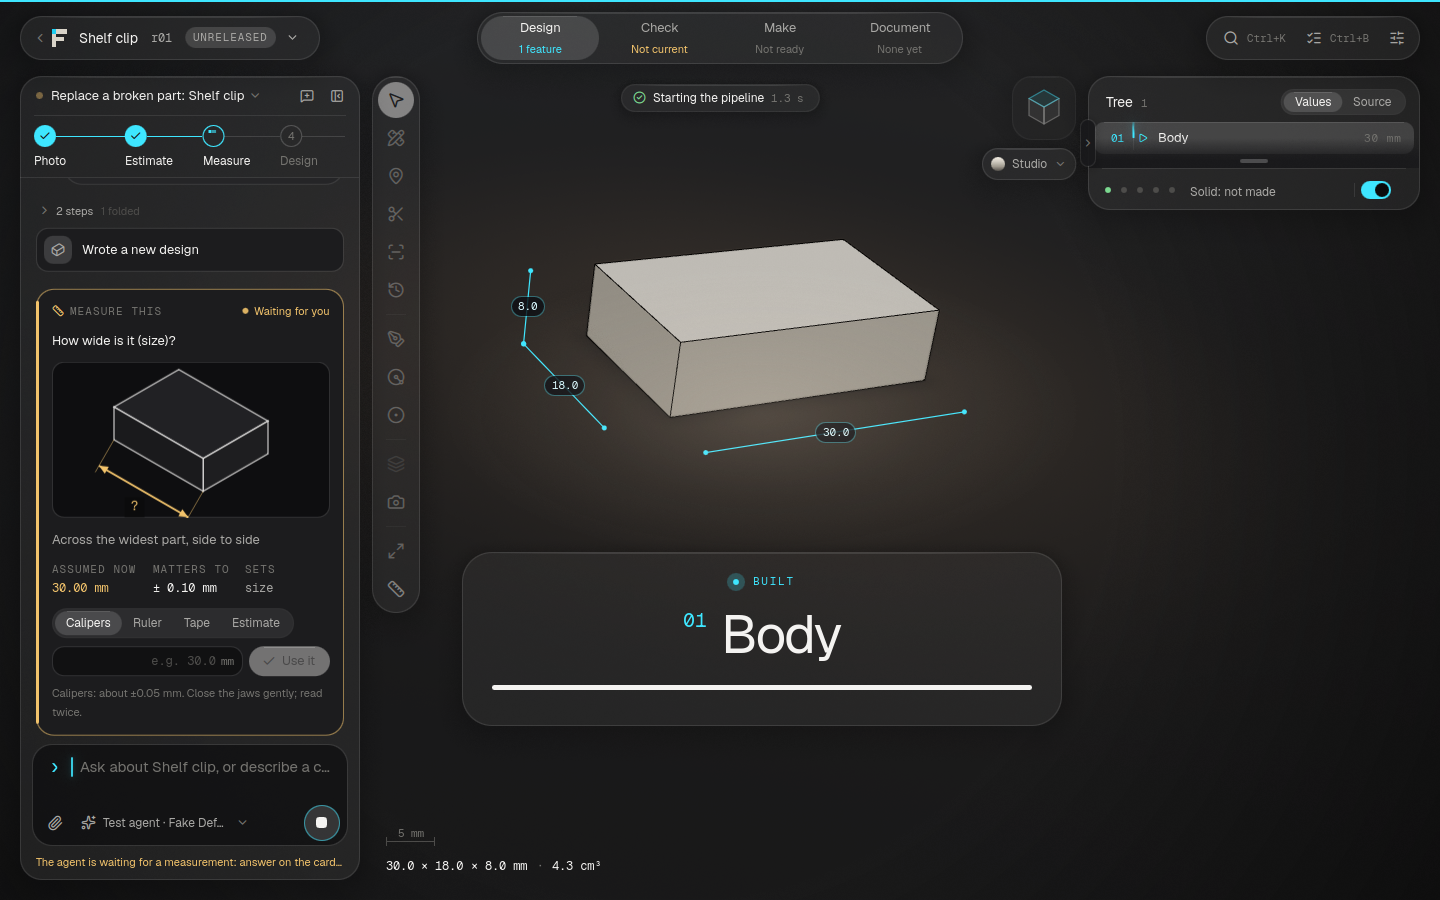 Shelf clip r01 UNRELEASED
Design
1 feature
Check
Not current
Make
Not ready
Document
None yet
Ctrl+K
Ctrl+B
Replace a broken part: Shelf clip
4
Photo
Estimate
Measure
Design
2 steps 1 folded
Wrote a new design
MEASURE THIS
Waiting for you
How wide is it (size)?
?
Across the widest part, side to side
ASSUMED NOW MATTERS TO SETS
30.00 mm ± 0.10 mm size
Calipers Ruler Tape Estimate
e.g. 30.0 mm
Use it
Calipers: about ±0.05 mm. Close the jaws gently; read
twice.
Ask about Shelf clip, or describe a c…
Test agent · Fake Def…
The agent is waiting for a measurement: answer on the card…
Starting the pipeline 1.3 s
Studio
8.0
18.0
30.0
BUILT
01 Body
5 mm
30.0 × 18.0 × 8.0 mm · 4.3 cm³
Tree 1
Values Source
01 Body 30 mm
Solid: not made